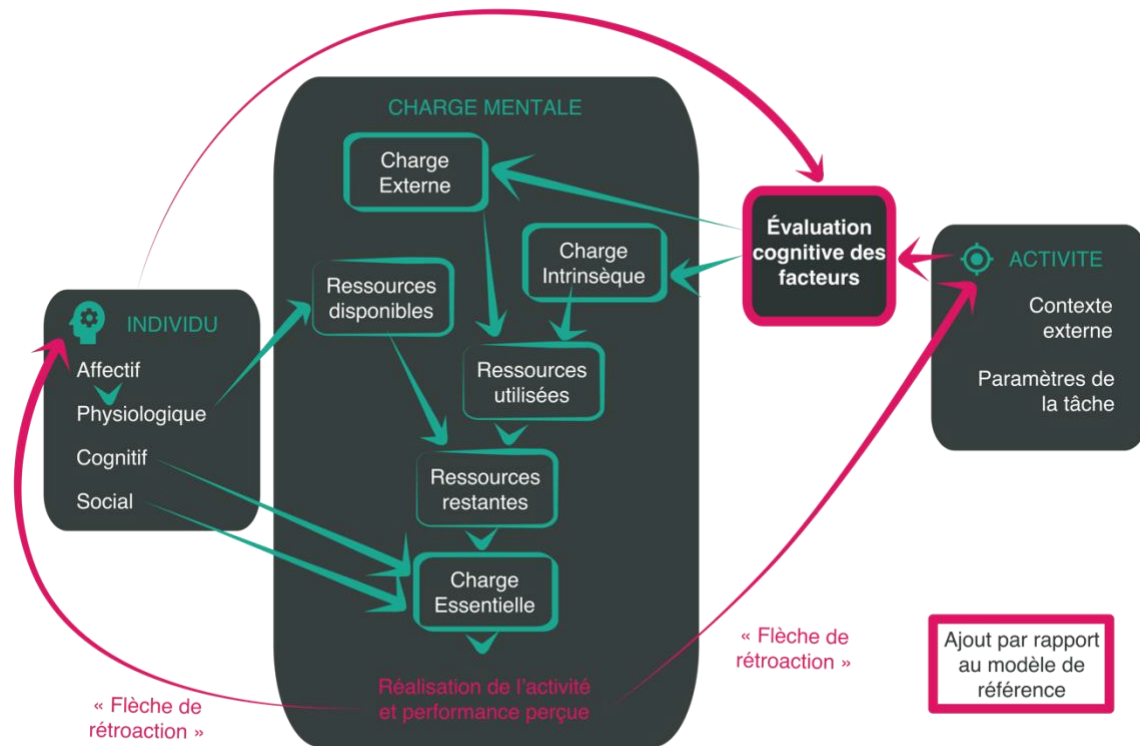 CHARGE MENTALE
Charge
Externe
Charge
Intrinsèque
Ressources
disponibles
Ressources
utilisées
Ressources
restantes
Charge
Essentielle
Réalisation de l'activité
et performance perçue
INDIVIDU
Affectif
Physiologique
Cognitif
Social
Évaluation
cognitive des
facteurs
ACTIVITE
Contexte
externe
Paramètres de
la tâche
« Flèche de
rétroaction »
« Flèche de
rétroaction »
Ajout par rapport
au modèle de
référence